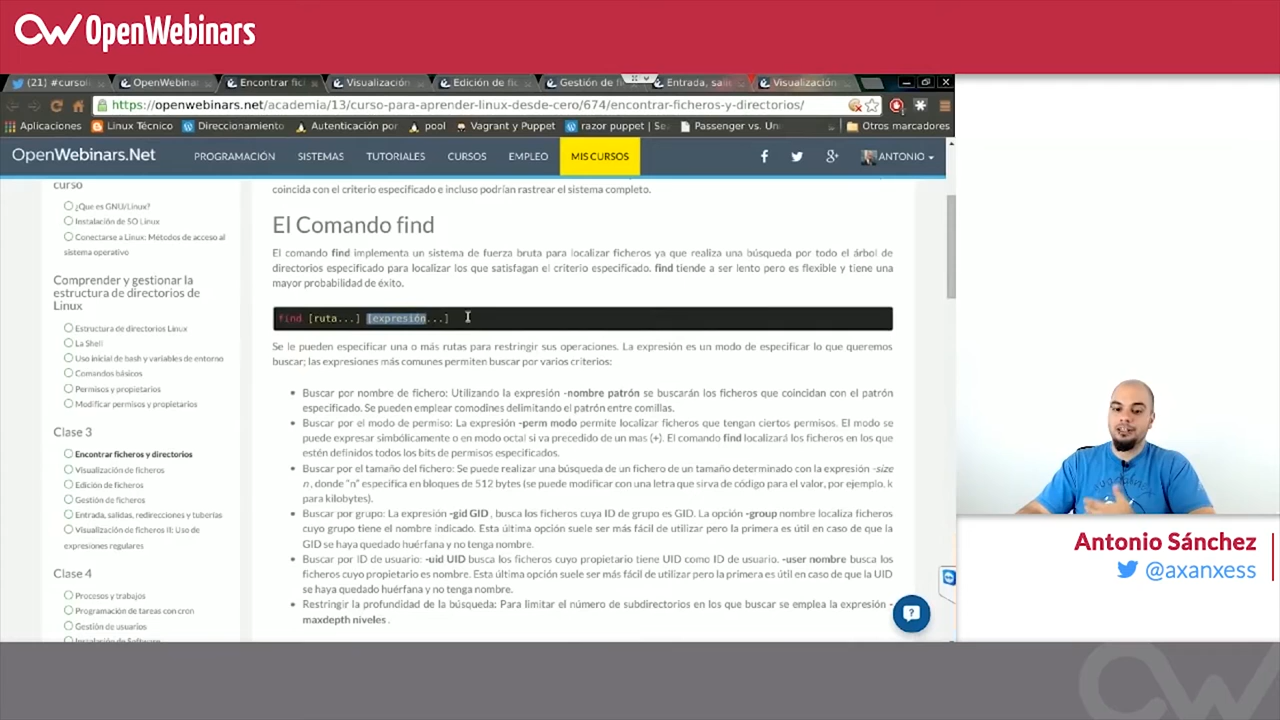 OpenWebinars
(21) #curso
OpenWebinar
Encontrar fic
Visualización
Edición de fic
Gestión de f
Entrada, sali
Visualización
https://openwebinars.net/academia/13/curso-para-aprender-linux-desde-cero/674/encontrar-ficheros-y-directorios/
Aplicaciones
Linux Técnico
Direccionamiento
Autenticación por
pool
Vagrant y Puppet
razor puppet | Se
Passenger vs. Un
Otros marcadores
OpenWebinars.Net
PROGRAMACIÓN
SISTEMAS
TUTORIALES
CURSOS
EMPLEO
MIS CURSOS
ANTONIO
curso
¿Que es GNU/Linux?
Instalación de SO Linux
Conectarse a Linux: Métodos de acceso al
sistema operativo
Comprender y gestionar la
estructura de directorios de
Linux
Estructura de directorios Linux
La Shell
Uso inicial de bash y variables de entorno
Comandos básicos
Permisos y propietarios
Modificar permisos y propietarios
Clase 3
Encontrar ficheros y directorios
Visualización de ficheros
Edición de ficheros
Gestión de ficheros
Entrada, salidas, redirecciones y tuberías
Visualización de ficheros II: Uso de
expresiones regulares
Clase 4
Procesos y trabajos
Programación de tareas con cron
Gestión de usuarios
Instalación de Software
coincida con el criterio especificado e incluso podrían rastrear el sistema completo.
El Comando find
El comando find implementa un sistema de fuerza bruta para localizar ficheros ya que realiza una búsqueda por todo el árbol de
directorios especificado para localizar los que satisfagan el criterio especificado. find tiende a ser lento pero es flexible y tiene una
mayor probabilidad de éxito.
find [ruta...] [expresión...]
Se le pueden especificar una o más rutas para restringir sus operaciones. La expresión es un modo de especificar lo que queremos
buscar; las expresiones más comunes permiten buscar por varios criterios:
Buscar por nombre de fichero: Utilizando la expresión -nombre patrón se buscarán los ficheros que coincidan con el patrón
especificado. Se pueden emplear comodines delimitando el patrón entre comillas.
Buscar por el modo de permiso: La expresión -perm modo permite localizar ficheros que tengan ciertos permisos. El modo se
puede expresar simbólicamente o en modo octal si va precedido de un mas (+). El comando find localizará los ficheros en los que
estén definidos todos los bits de permisos especificados.
Buscar por el tamaño del fichero: Se puede realizar una búsqueda de un fichero de un tamaño determinado con la expresión -size
n, donde "n" especifica en bloques de 512 bytes (se puede modificar con una letra que sirva de código para el valor, por ejemplo, k
para kilobytes).
Buscar por grupo: La expresión -gid GID, busca los ficheros cuya ID de grupo es GID. La opción -group nombre localiza ficheros
cuyo grupo tiene el nombre indicado. Esta última opción suele ser más fácil de utilizar pero la primera es útil en caso de que la
GID se haya quedado huérfana y no tenga nombre.
Buscar por ID de usuario: -uid UID busca los ficheros cuyo propietario tiene UID como ID de usuario. -user nombre busca los
ficheros cuyo propietario es nombre. Esta última opción suele ser más fácil de utilizar pero la primera es útil en caso de que la UID
se haya quedado huérfana y no tenga nombre.
Restringir la profundidad de la búsqueda: Para limitar el número de subdirectorios en los que buscar se emplea la expresión -
maxdepth niveles .
Antonio Sánchez
@axanxess